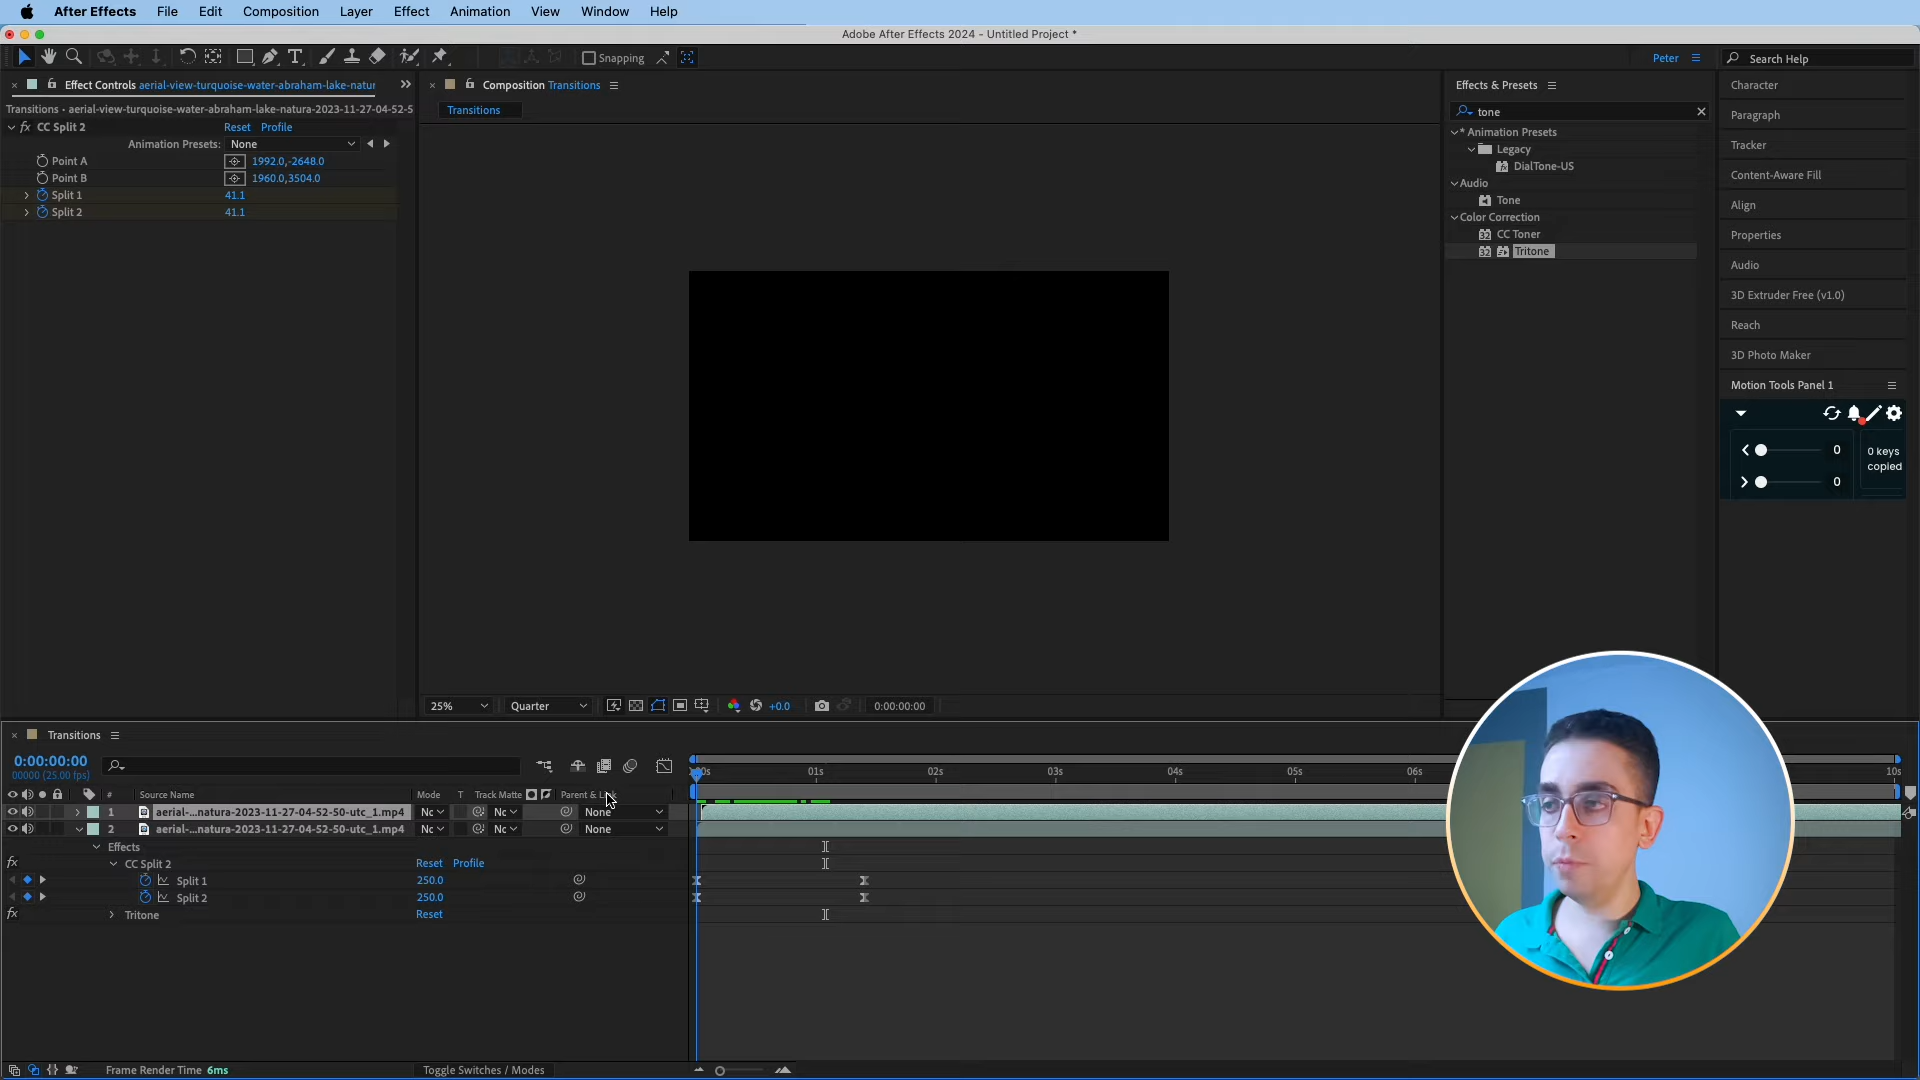 After Effects File Edit Composition Layer Effect Animation View Window Help
Adobe After Effects 2024 - Untitled Project *
Snapping
Peter
Search Help
Effect Controls aerial-view-turquoise-water-abraham-lake-natur
Transitions • aerial-view-turquoise-water-abraham-lake-natura-2023-11-27-04-52-5
CC Split 2 Reset Profile
Animation Presets: None
Point A 1992.0,-2648.0
Point B 1960.0,3504.0
Split 1 41.1
Split 2 41.1
Composition Transitions
Transitions
25% Quarter +0.0 0:00:00:00
Effects & Presets
tone
* Animation Presets
Legacy
DialTone-US
Audio
Tone
Color Correction
32 CC Toner
32 Tritone
Character
Paragraph
Tracker
Content-Aware Fill
Align
Properties
Audio
3D Extruder Free (v1.0)
Reach
3D Photo Maker
Motion Tools Panel 1
0
0 keys
copied
0
Transitions
0:00:00:00
00000 (25.00 fps)
01s 02s 03s 04s 05s 06s 10s
# Source Name Mode T Track Matte
1 aerial-...natura-2023-11-27-04-52-50-utc_1.mp4 None
2 aerial-...natura-2023-11-27-04-52-50-utc_1.mp4 None
Effects
CC Split 2 Reset Profile
Split 1 250.0
Split 2 250.0
Tritone Reset
Frame Render Time 6ms
Toggle Switches / Modes